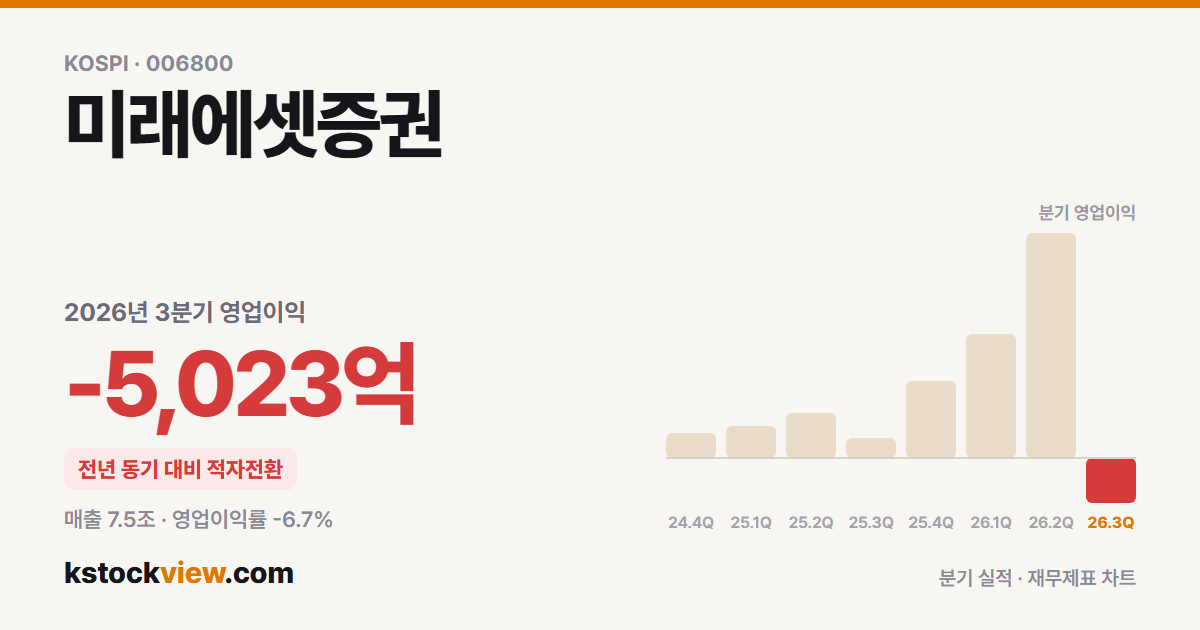 KOSPI · 006800
미래에셋증권
2026년 3분기 영업이익
-5,023억
전년 동기 대비 적자전환
매출 7.5조 · 영업이익률 -6.7%
kstockview.com
분기 영업이익
24.4Q 25.1Q 25.2Q 25.3Q 25.4Q 26.1Q 26.2Q 26.3Q
분기 실적 · 재무제표 차트